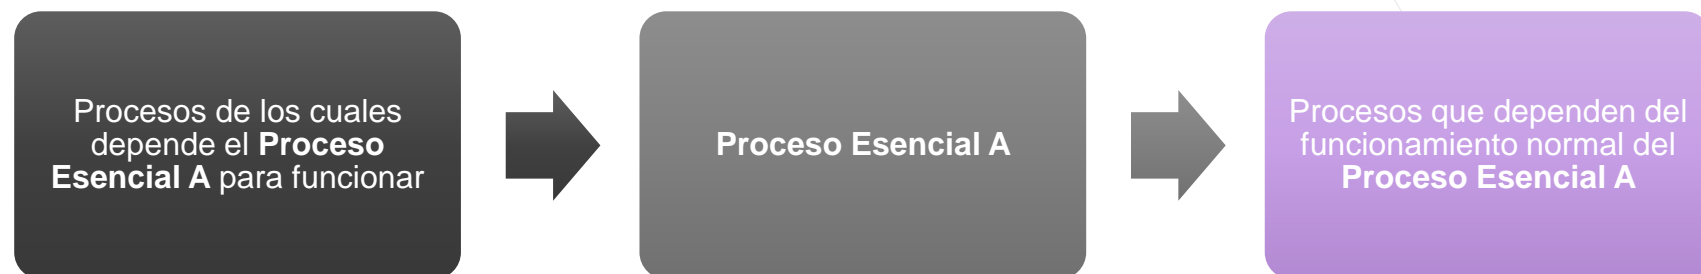 Procesos de los cuales
depende el Proceso
Esencial A para funcionar
Proceso Esencial A
Procesos que dependen del
funcionamiento normal del
Proceso Esencial A